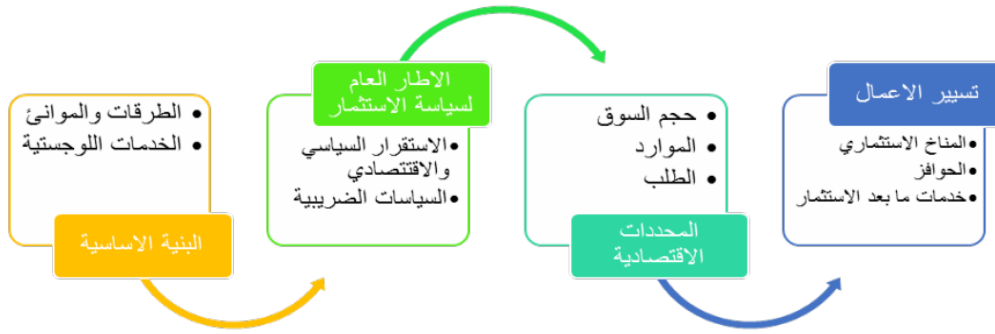 • الطرقات والموانئ
• الخدمات اللوجستية
البنية الاساسية
الاطار العام
لسياسة الاستثمار
• الاستقرار السياسي
والاقتتصادي
• السياسات الضريبية
• حجم السوق
• الموارد
• الطلب
المحددات
الاقتصادية
تسيير الاعمال
• المناخ الاستثماري
• الحوافز
• خدمات ما بعد الاستثمار